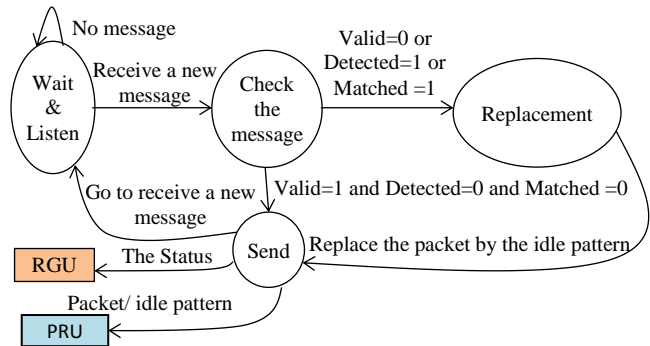 No message
Wait
&
Listen
Receive a new
message
Check
the
message
Valid=0 or
Detected=1 or
Matched =1
Replacement
Go to receive a new
message
Valid=1 and Detected=0 and Matched =0
Send
Replace the packet by the idle pattern
RGU
The Status
Packet/ idle pattern
PRU